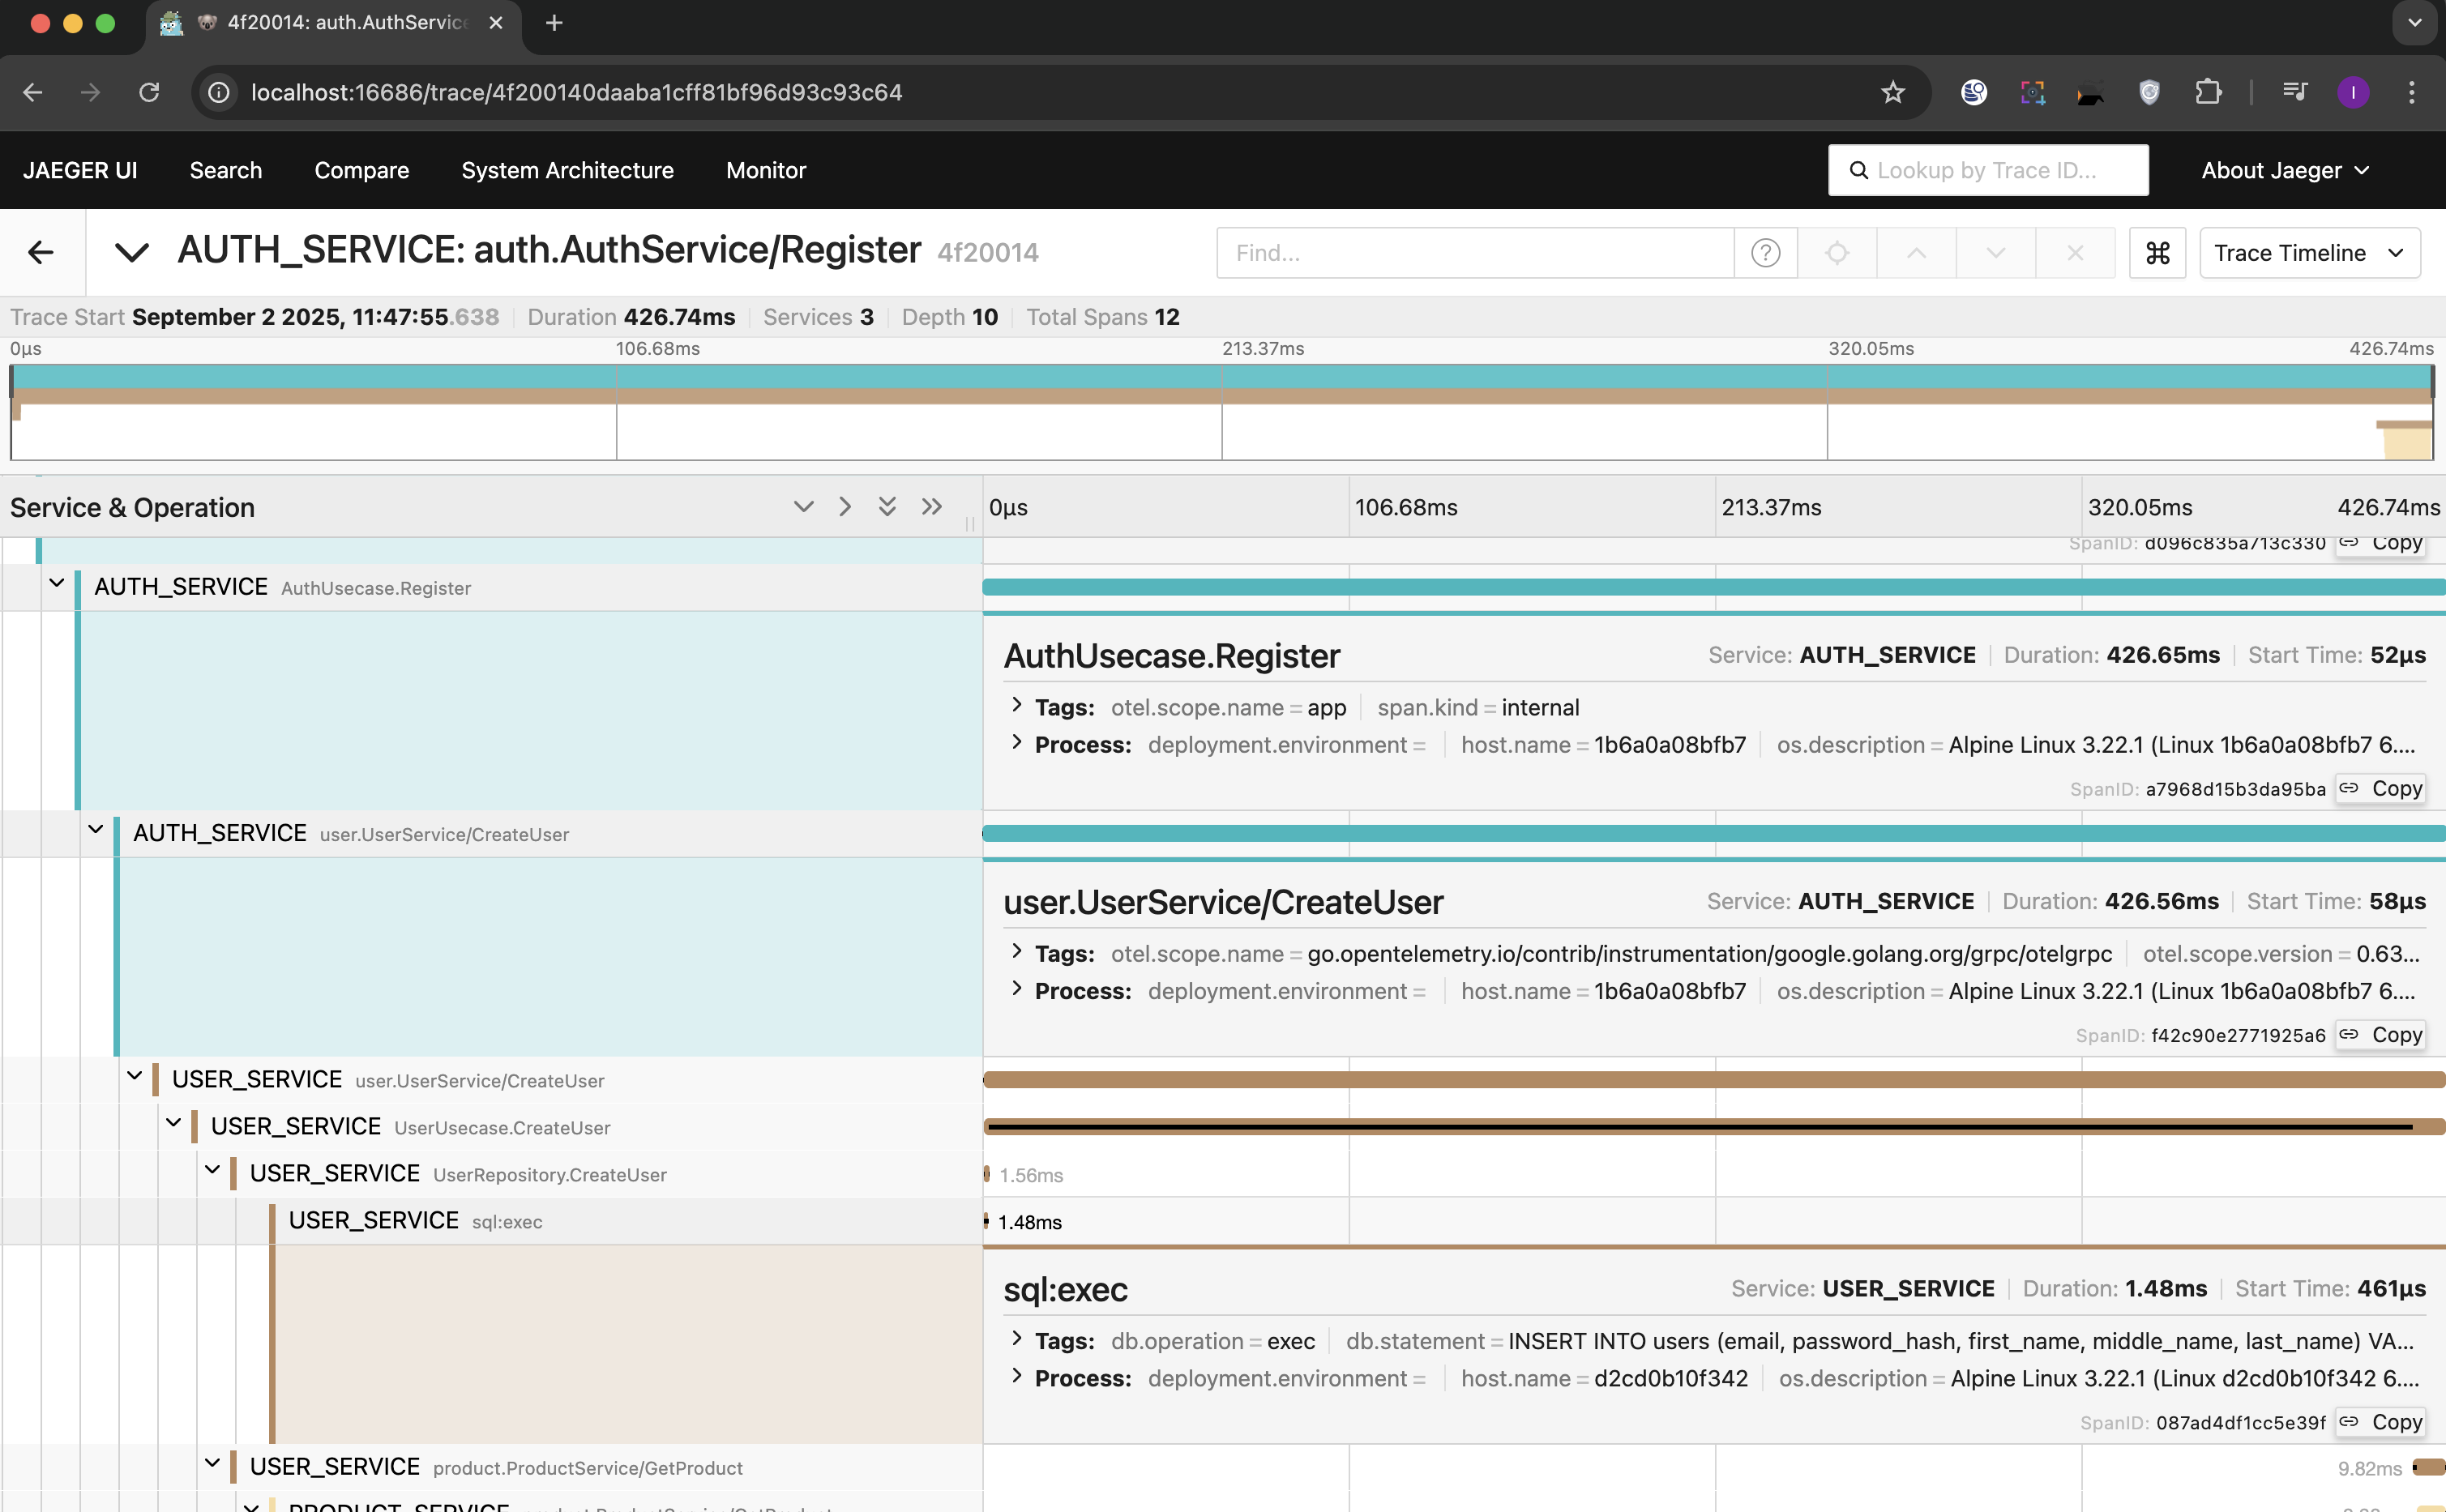 4f20014: auth.AuthService
localhost:16686/trace/4f200140daaba1cff81bf96d93c93c64
I
JAEGER UI Search Compare System Architecture Monitor Lookup by Trace ID... About Jaeger
AUTH_SERVICE: auth.AuthService/Register 4f20014 Find... Trace Timeline
Trace Start September 2 2025, 11:47:55.638 Duration 426.74ms Services 3 Depth 10 Total Spans 12
0μs 106.68ms 213.37ms 320.05ms 426.74ms
Service & Operation 0μs 106.68ms 213.37ms 320.05ms 426.74ms
SpanID: d096c835a713c330 Copy
AUTH_SERVICE AuthUsecase.Register
AuthUsecase.Register Service: AUTH_SERVICE Duration: 426.65ms Start Time: 52μs
Tags: otel.scope.name = app span.kind = internal
Process: deployment.environment = host.name = 1b6a0a08bfb7 os.description = Alpine Linux 3.22.1 (Linux 1b6a0a08bfb7 6....
SpanID: a7968d15b3da95ba Copy
AUTH_SERVICE user.UserService/CreateUser
user.UserService/CreateUser Service: AUTH_SERVICE Duration: 426.56ms Start Time: 58μs
Tags: otel.scope.name = go.opentelemetry.io/contrib/instrumentation/google.golang.org/grpc/otelgrpc otel.scope.version = 0.63...
Process: deployment.environment = host.name = 1b6a0a08bfb7 os.description = Alpine Linux 3.22.1 (Linux 1b6a0a08bfb7 6....
SpanID: f42c90e2771925a6 Copy
USER_SERVICE user.UserService/CreateUser
USER_SERVICE UserUsecase.CreateUser
USER_SERVICE UserRepository.CreateUser 1.56ms
USER_SERVICE sql:exec 1.48ms
sql:exec Service: USER_SERVICE Duration: 1.48ms Start Time: 461μs
Tags: db.operation = exec db.statement = INSERT INTO users (email, password_hash, first_name, middle_name, last_name) VA...
Process: deployment.environment = host.name = d2cd0b10f342 os.description = Alpine Linux 3.22.1 (Linux d2cd0b10f342 6....
SpanID: 087ad4df1cc5e39f Copy
USER_SERVICE product.ProductService/GetProduct 9.82ms
PRODUCT_SERVICE product.ProductService/GetProduct